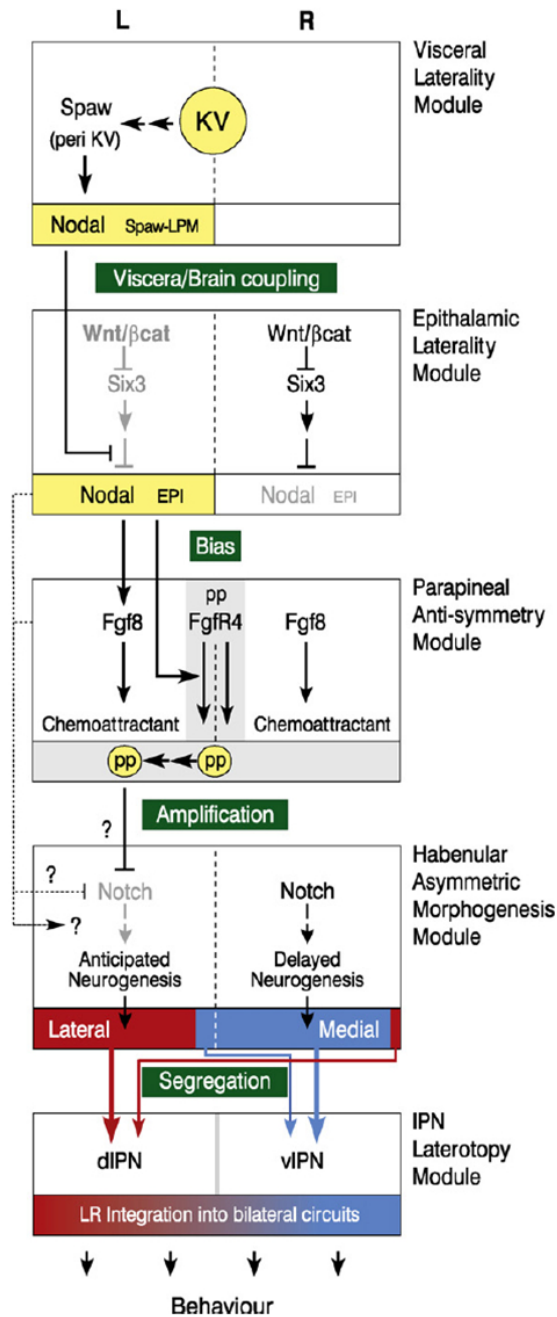 L R
Visceral
Laterality
Module
Spaw
(peri KV)
KV
Nodal Spaw-LPM
Viscera/Brain coupling
Epithalamic
Laterality
Module
Wnt/βcat Wnt/βcat
Six3 Six3
Nodal EPI Nodal EPI
Bias
Parapineal
Anti-symmetry
Module
pp
Fgf8 FgfR4 Fgf8
Chemoattractant Chemoattractant
pp pp
Amplification
?
Habenular
Asymmetric
Morphogenesis
Module
?
Notch Notch
?
Anticipated
Neurogenesis
Delayed
Neurogenesis
Lateral Medial
Segregation
IPN
Laterotopy
Module
dIPN vIPN
LR Integration into bilateral circuits
Behaviour